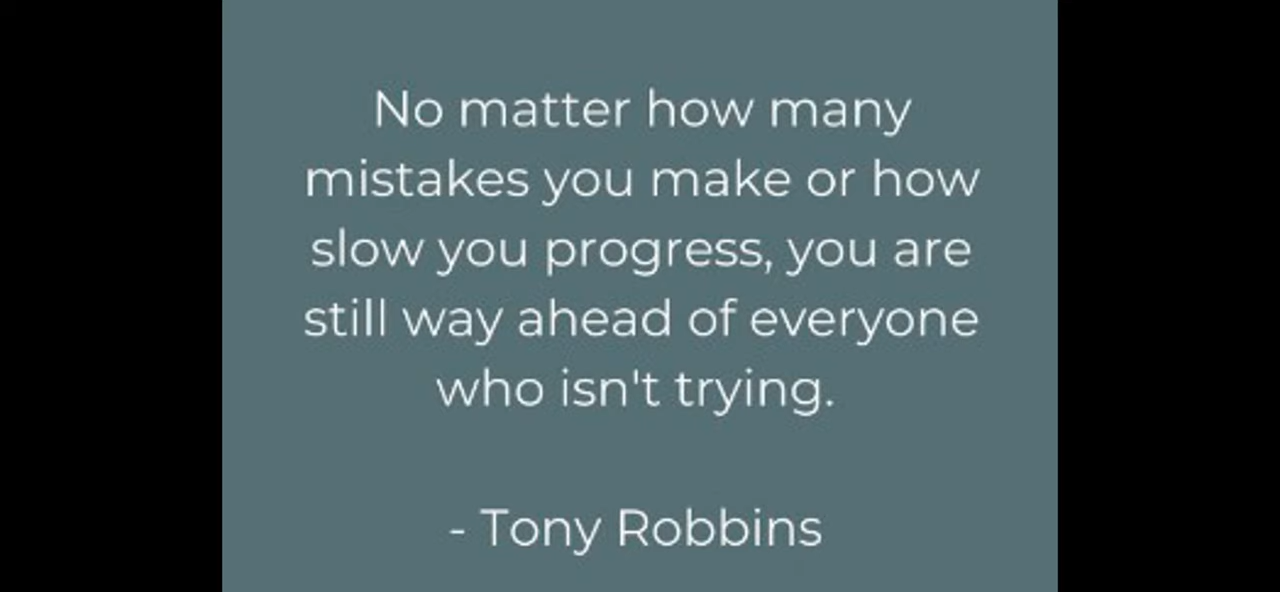 No matter how many
mistakes you make or how
slow you progress, you are
still way ahead of everyone
who isn't trying.
- Tony Robbins